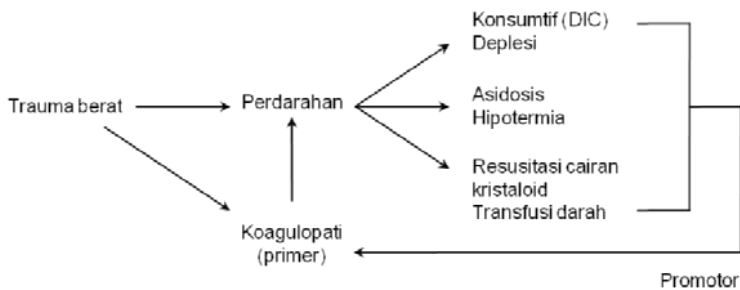 Trauma berat
Perdarahan
Konsumtif (DIC)
Deplesi
Asidosis
Hipotermia
Resusitasi cairan
kristaloid
Transfusi darah
Koagulopati
(primer)
Promotor